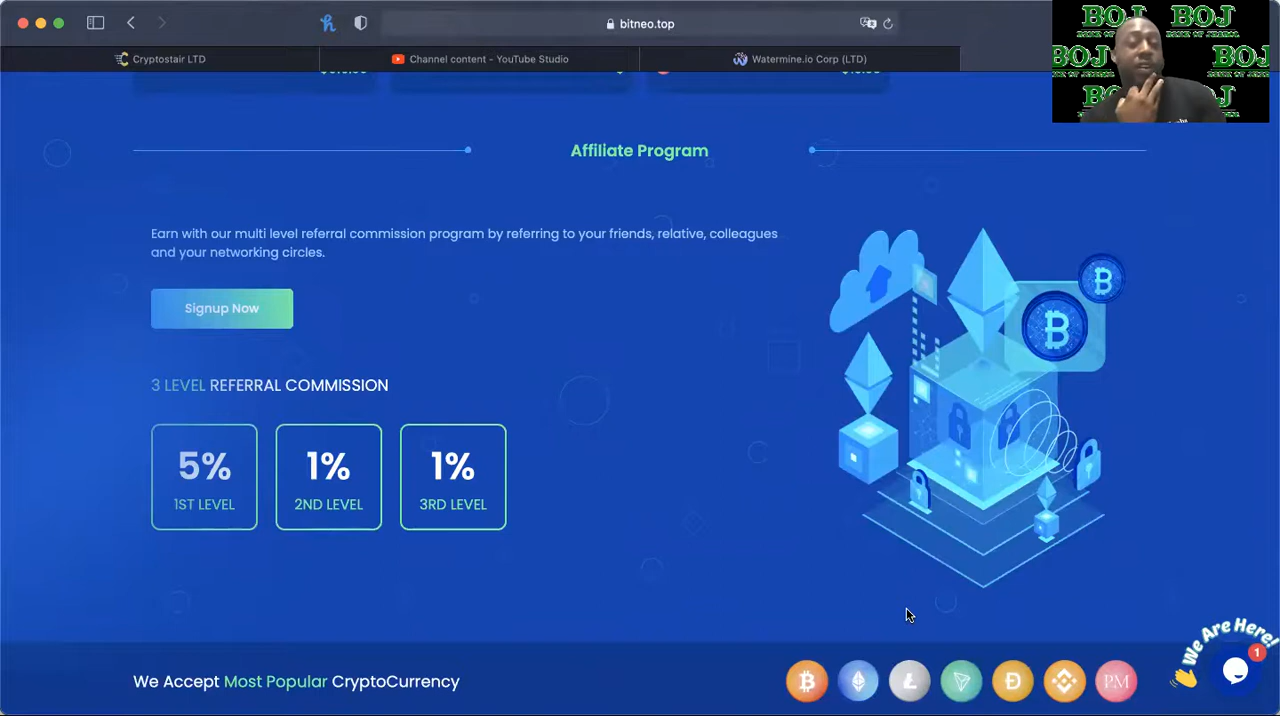 bitneo.top
Cryptostair LTD
Channel content - YouTube Studio
Watermine.io Corp (LTD)
BOJ BOJ
BOJ BOJ
BOJ
Affiliate Program
Earn with our multi level referral commission program by referring to your friends, relative, colleagues
and your networking circles.
Signup Now
3 LEVEL REFERRAL COMMISSION
5%
1ST LEVEL
1%
2ND LEVEL
1%
3RD LEVEL
We Accept Most Popular CryptoCurrency
PM
We Are Here!
1